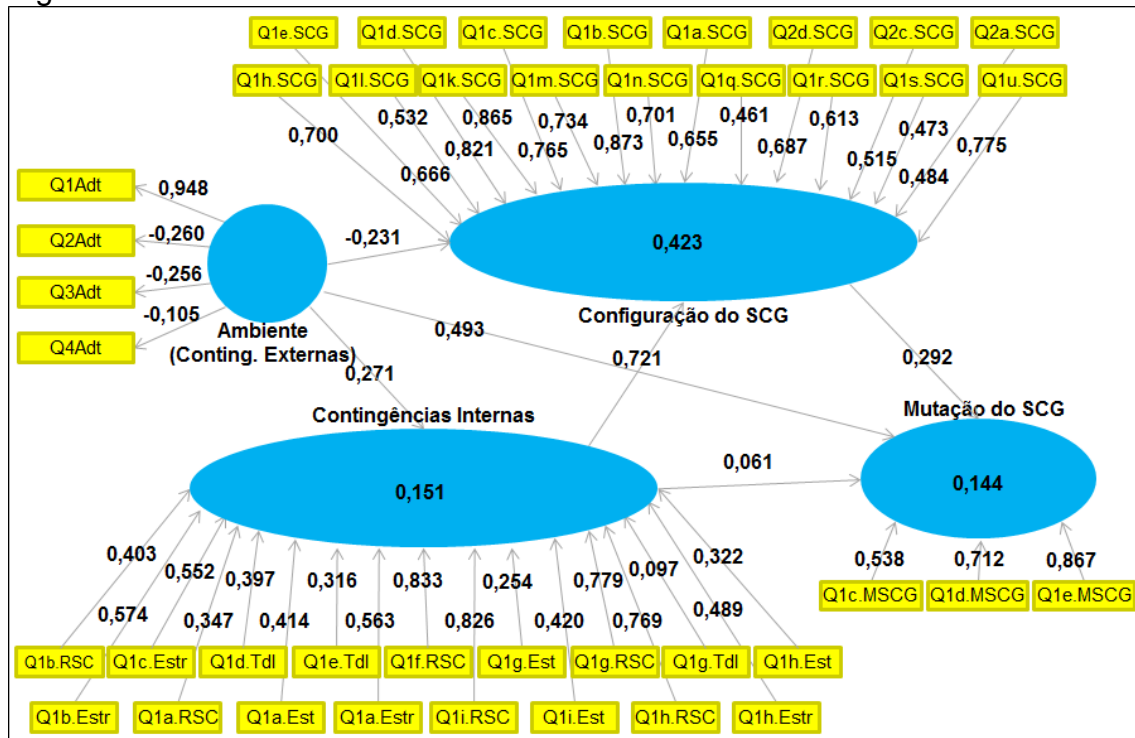 Q1e.SCG Q1d.SCG Q1c.SCG Q1b.SCG Q1a.SCG Q2d.SCG Q2c.SCG Q2a.SCG
Q1h.SCG Q1l.SCG Q1k.SCG Q1m.SCG Q1n.SCG Q1q.SCG Q1r.SCG Q1s.SCG Q1u.SCG
0,532 0,865 0,734 0,701 0,461 0,613 0,473
0,700 0,821 0,765 0,873 0,655 0,687 0,515 0,775
0,666 0,484
Q1Adt 0,948
Q2Adt -0,260
-0,231
0,423
Q3Adt -0,256
Q4Adt -0,105
Ambiente
(Conting. Externas)
Configuração do SCG
0,493
0,721
0,292
0,271
Contingências Internas
Mutação do SCG
0,061
0,151
0,144
0,403 0,552 0,397 0,316 0,833 0,254 0,779 0,097 0,322
0,574 0,347 0,414 0,563 0,826 0,420 0,769 0,489
0,538 0,712 0,867
Q1c.MSCG Q1d.MSCG Q1e.MSCG
Q1b.RSC Q1c.Estr Q1d.Tdl Q1e.Tdl Q1f.RSC Q1g.Est Q1g.RSC Q1g.Tdl Q1h.Est
Q1b.Estr Q1a.RSC Q1a.Est Q1a.Estr Q1i.RSC Q1i.Est Q1h.RSC Q1h.Estr